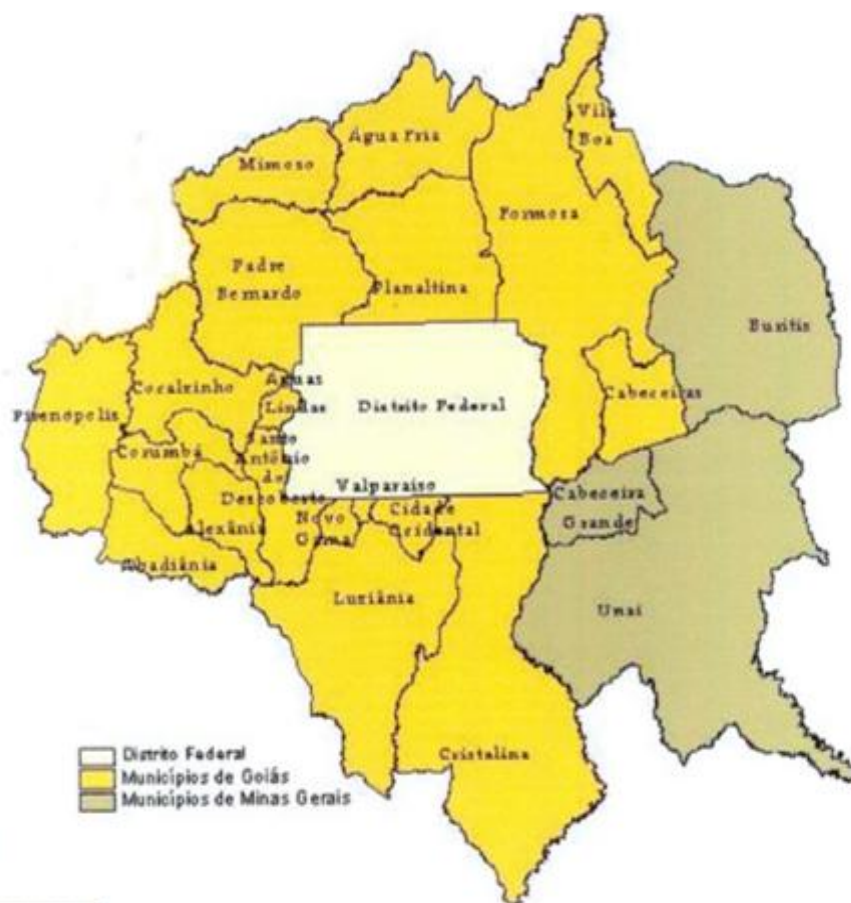 Vila
Boa
Água Fria
Mimoso
Formosa
Padre
Bernardo
Planaltina
Buritis
Cocalzinho
Águas
Lindas
Distrito Federal
Cabeceiras
Pirenópolis
Corumbá
Santo
Antônio
do
Descoberto
Valparaiso
Cidade
Ocidental
Cabeceira
Grande
Novo
Gama
Alexânia
Abadiânia
Luziânia
Unaí
Cristalina
Distrito Federal
Municípios de Goiás
Municípios de Minas Gerais